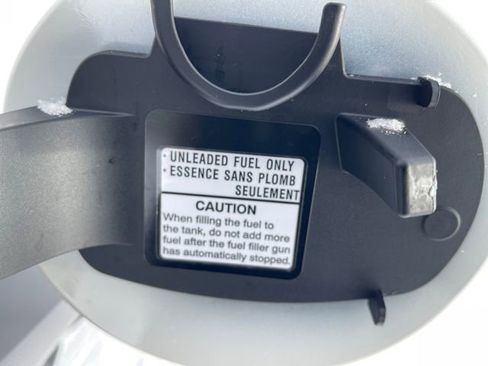 · UNLEADED FUEL ONLY
· ESSENCE SANS PLOMB
SEULEMENT
CAUTION
When filling the fuel to
the tank, do not add more
fuel after the fuel filler gun
has automatically stopped.